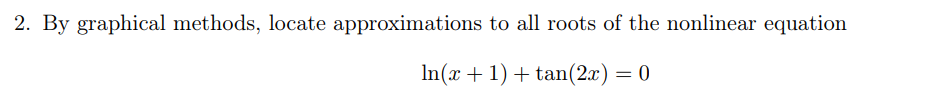 2. By graphical methods, locate approximations to all roots of the nonlinear equation
ln(x + 1) + tan(2x) = 0